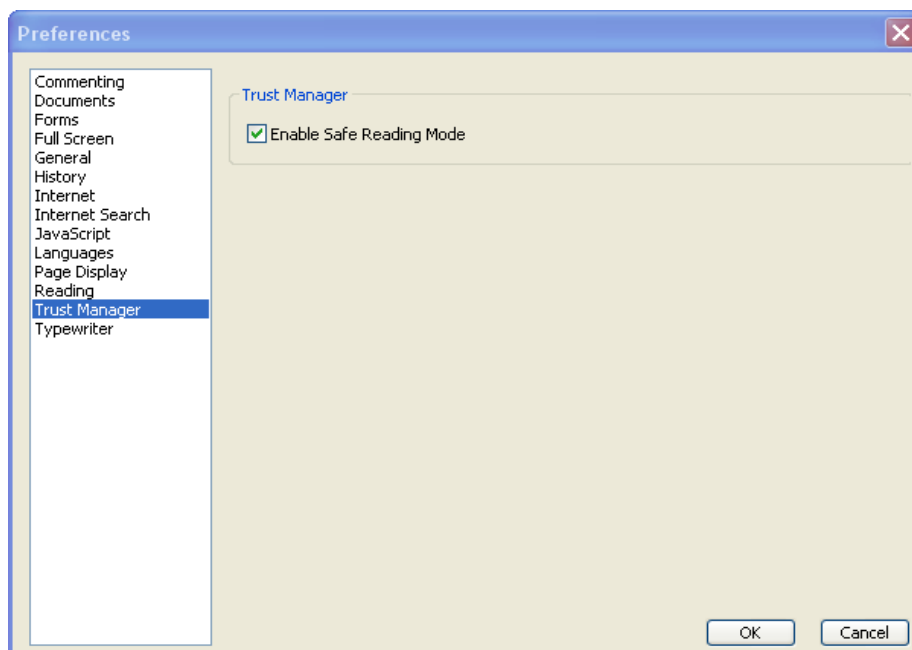 Preferences
Commenting
Documents
Forms
Full Screen
General
History
Internet
Internet Search
JavaScript
Languages
Page Display
Reading
Trust Manager
Typewriter
Trust Manager
Enable Safe Reading Mode
OK
Cancel